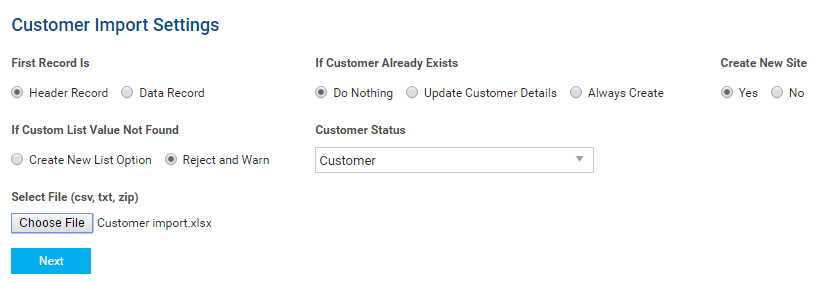 Customer Import Settings
First Record Is
If Customer Already Exists
Create New Site
Header Record
Data Record
Do Nothing
Update Customer Details
Always Create
Yes
No
If Custom List Value Not Found
Customer Status
Create New List Option
Reject and Warn
Customer
Select File (csv, txt, zip)
Choose File Customer import.xlsx
Next